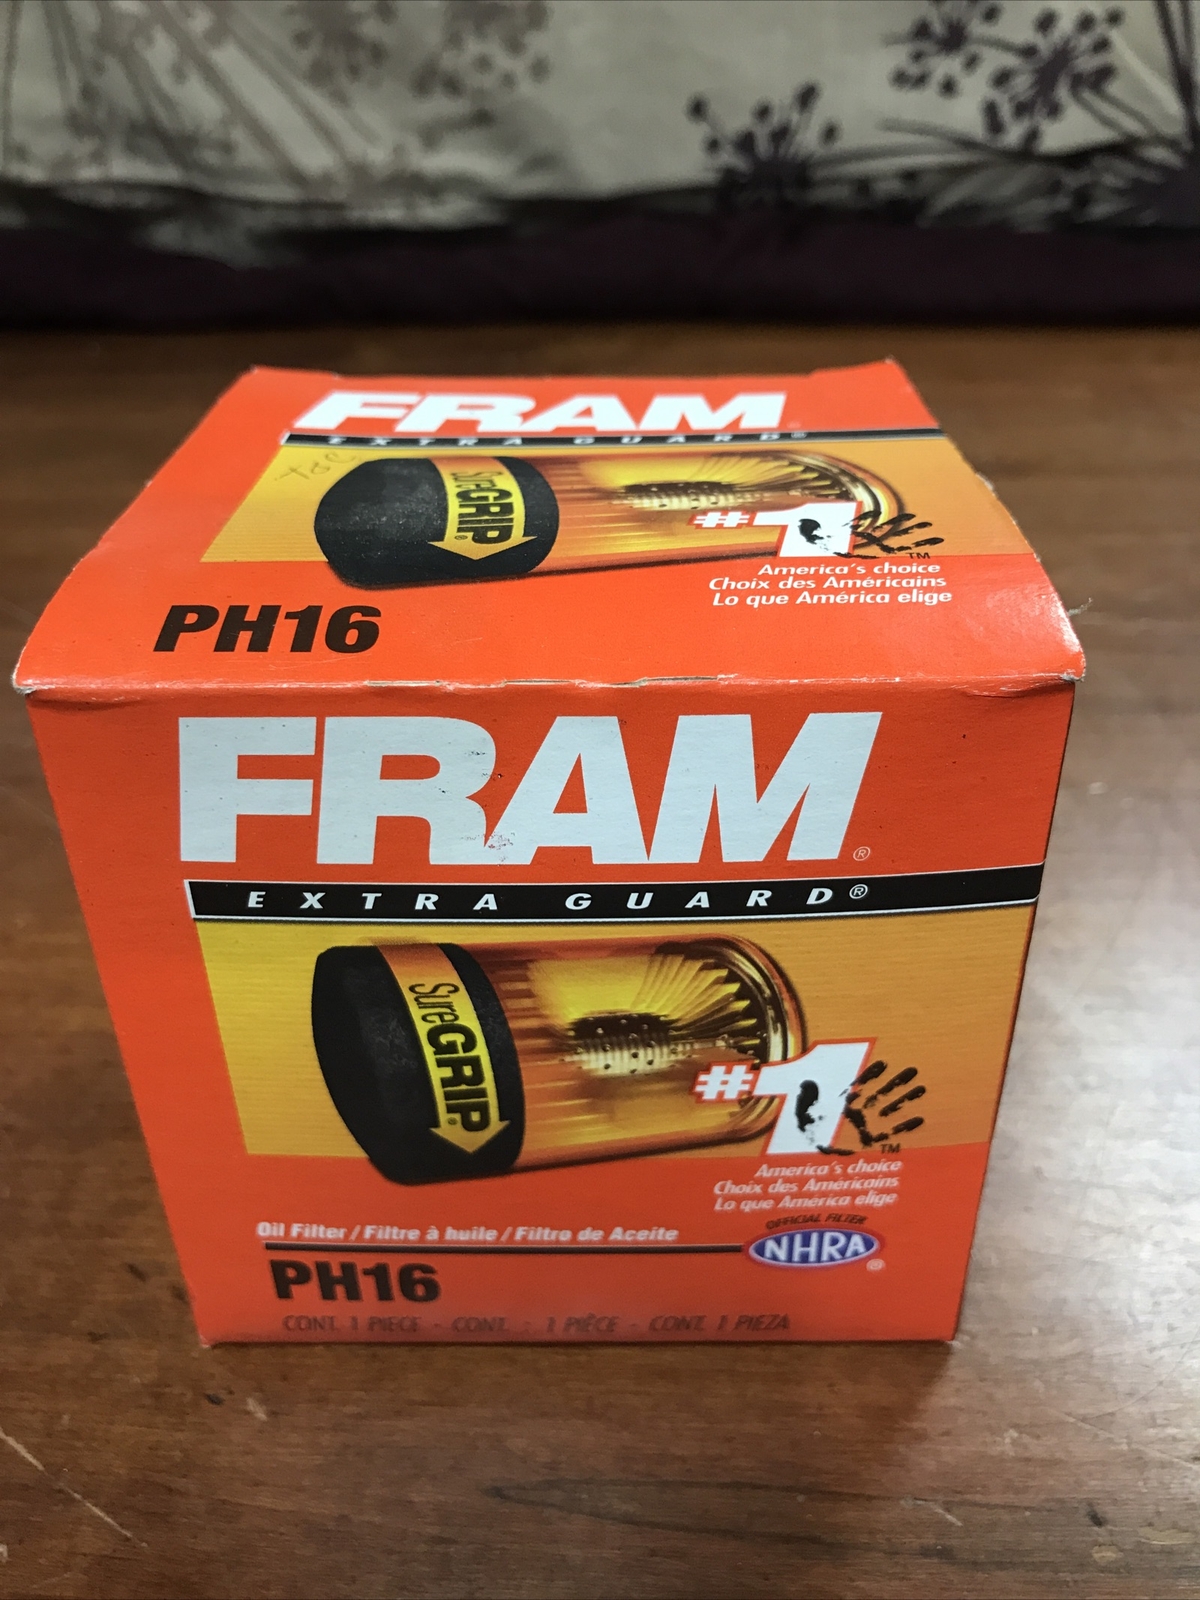 FRAM
EXTRA GUARD®
SureGRIP®
#1
TM
America's choice
Choix des Américains
Lo que América elige
PH16
FRAM®
EXTRA GUARD®
SureGRIP®
#1
TM
America's choice
Choix des Américains
Lo que América elige
Oil Filter / Filtre à huile / Filtro de Aceite
OFFICIAL FILTER
NHRA®
PH16
CONT. 1 PIECE - CONT. : 1 PIÈCE - CONT. 1 PIEZA